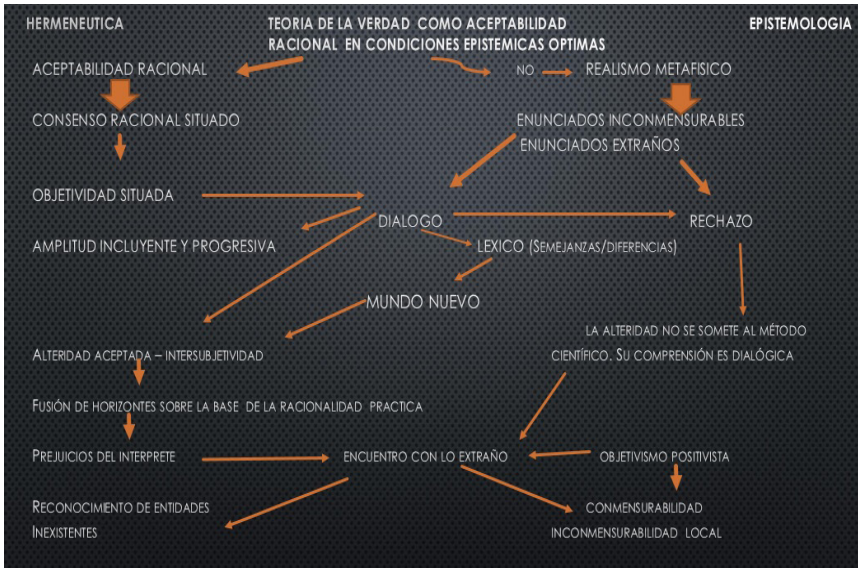 HERMENEUTICA
TEORIA DE LA VERDAD COMO ACEPTABILIDAD
RACIONAL EN CONDICIONES EPISTEMICAS OPTIMAS
EPISTEMOLOGIA
ACEPTABILIDAD RACIONAL
NO
REALISMO METAFISICO
CONSENSO RACIONAL SITUADO
ENUNCIADOS INCONMENSURABLES
ENUNCIADOS EXTRAÑOS
OBJETIVIDAD SITUADA
DIALOGO
RECHAZO
AMPLITUD INCLUYENTE Y PROGRESIVA
LEXICO (SEMEJANZAS/DIFERENCIAS)
MUNDO NUEVO
LA ALTERIDAD NO SE SOMETE AL MÉTODO
CIENTÍFICO. SU COMPRENSIÓN ES DIALÓGICA
ALTERIDAD ACEPTADA – INTERSUBJETIVIDAD
FUSIÓN DE HORIZONTES SOBRE LA BASE DE LA RACIONALIDAD PRACTICA
PREJUICIOS DEL INTERPRETE
ENCUENTRO CON LO EXTRAÑO
OBJETIVISMO POSITIVISTA
RECONOCIMIENTO DE ENTIDADES
INEXISTENTES
CONMENSURABILIDAD
INCONMENSURABILIDAD LOCAL